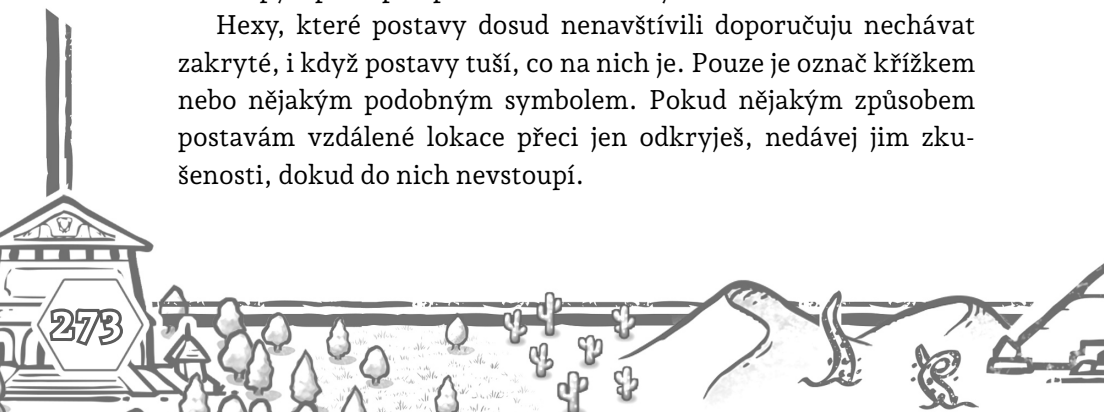 Hexy, které postavy dosud nenavštívili doporučuju nechávat
zakryté, i když postavy tuší, co na nich je. Pouze je označ křížkem
nebo nějakým podobným symbolem. Pokud nějakým způsobem
postavám vzdálené lokace přeci jen odkryješ, nedávej jim zku-
šenosti, dokud do nich nevstoupí.
273